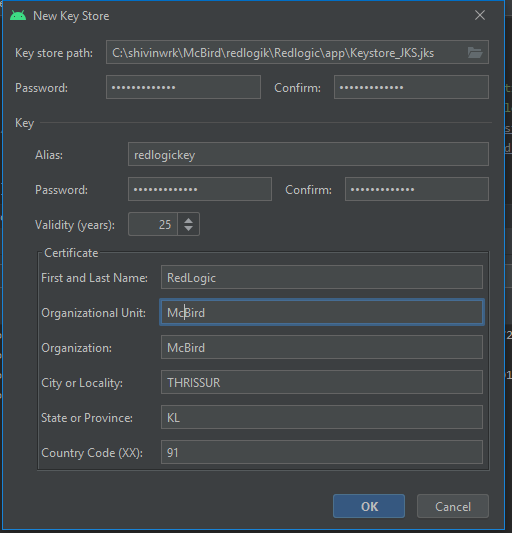 New Key Store
Key store path: C:\shivinwrk\McBird\redlogik\Redlogic\app\Keystore_JKS.jks
Password: ••••••••••••• Confirm: •••••••••••••
Key
Alias: redlogickey
Password: ••••••••••••• Confirm: •••••••••••••
Validity (years): 25
Certificate
First and Last Name: RedLogic
Organizational Unit: McBird
Organization: McBird
City or Locality: THRISSUR
State or Province: KL
Country Code (XX): 91
OK Cancel